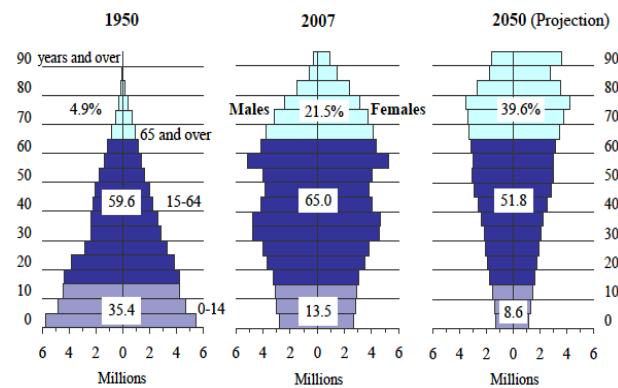 1950
2007
2050 (Projection)
90 years and over
90
80
4.9%
Males
21.5%
Females
39.6%
80
70
65 and over
70
60
60
50
50
40
59.6
15-64
65.0
51.8
40
30
30
20
20
10
10
35.4
0-14
13.5
8.6
0
0
6 4 2 0 2 4 6
6 4 2 0 2 4 6
6 4 2 0 2 4 6
Millions
Millions
Millions